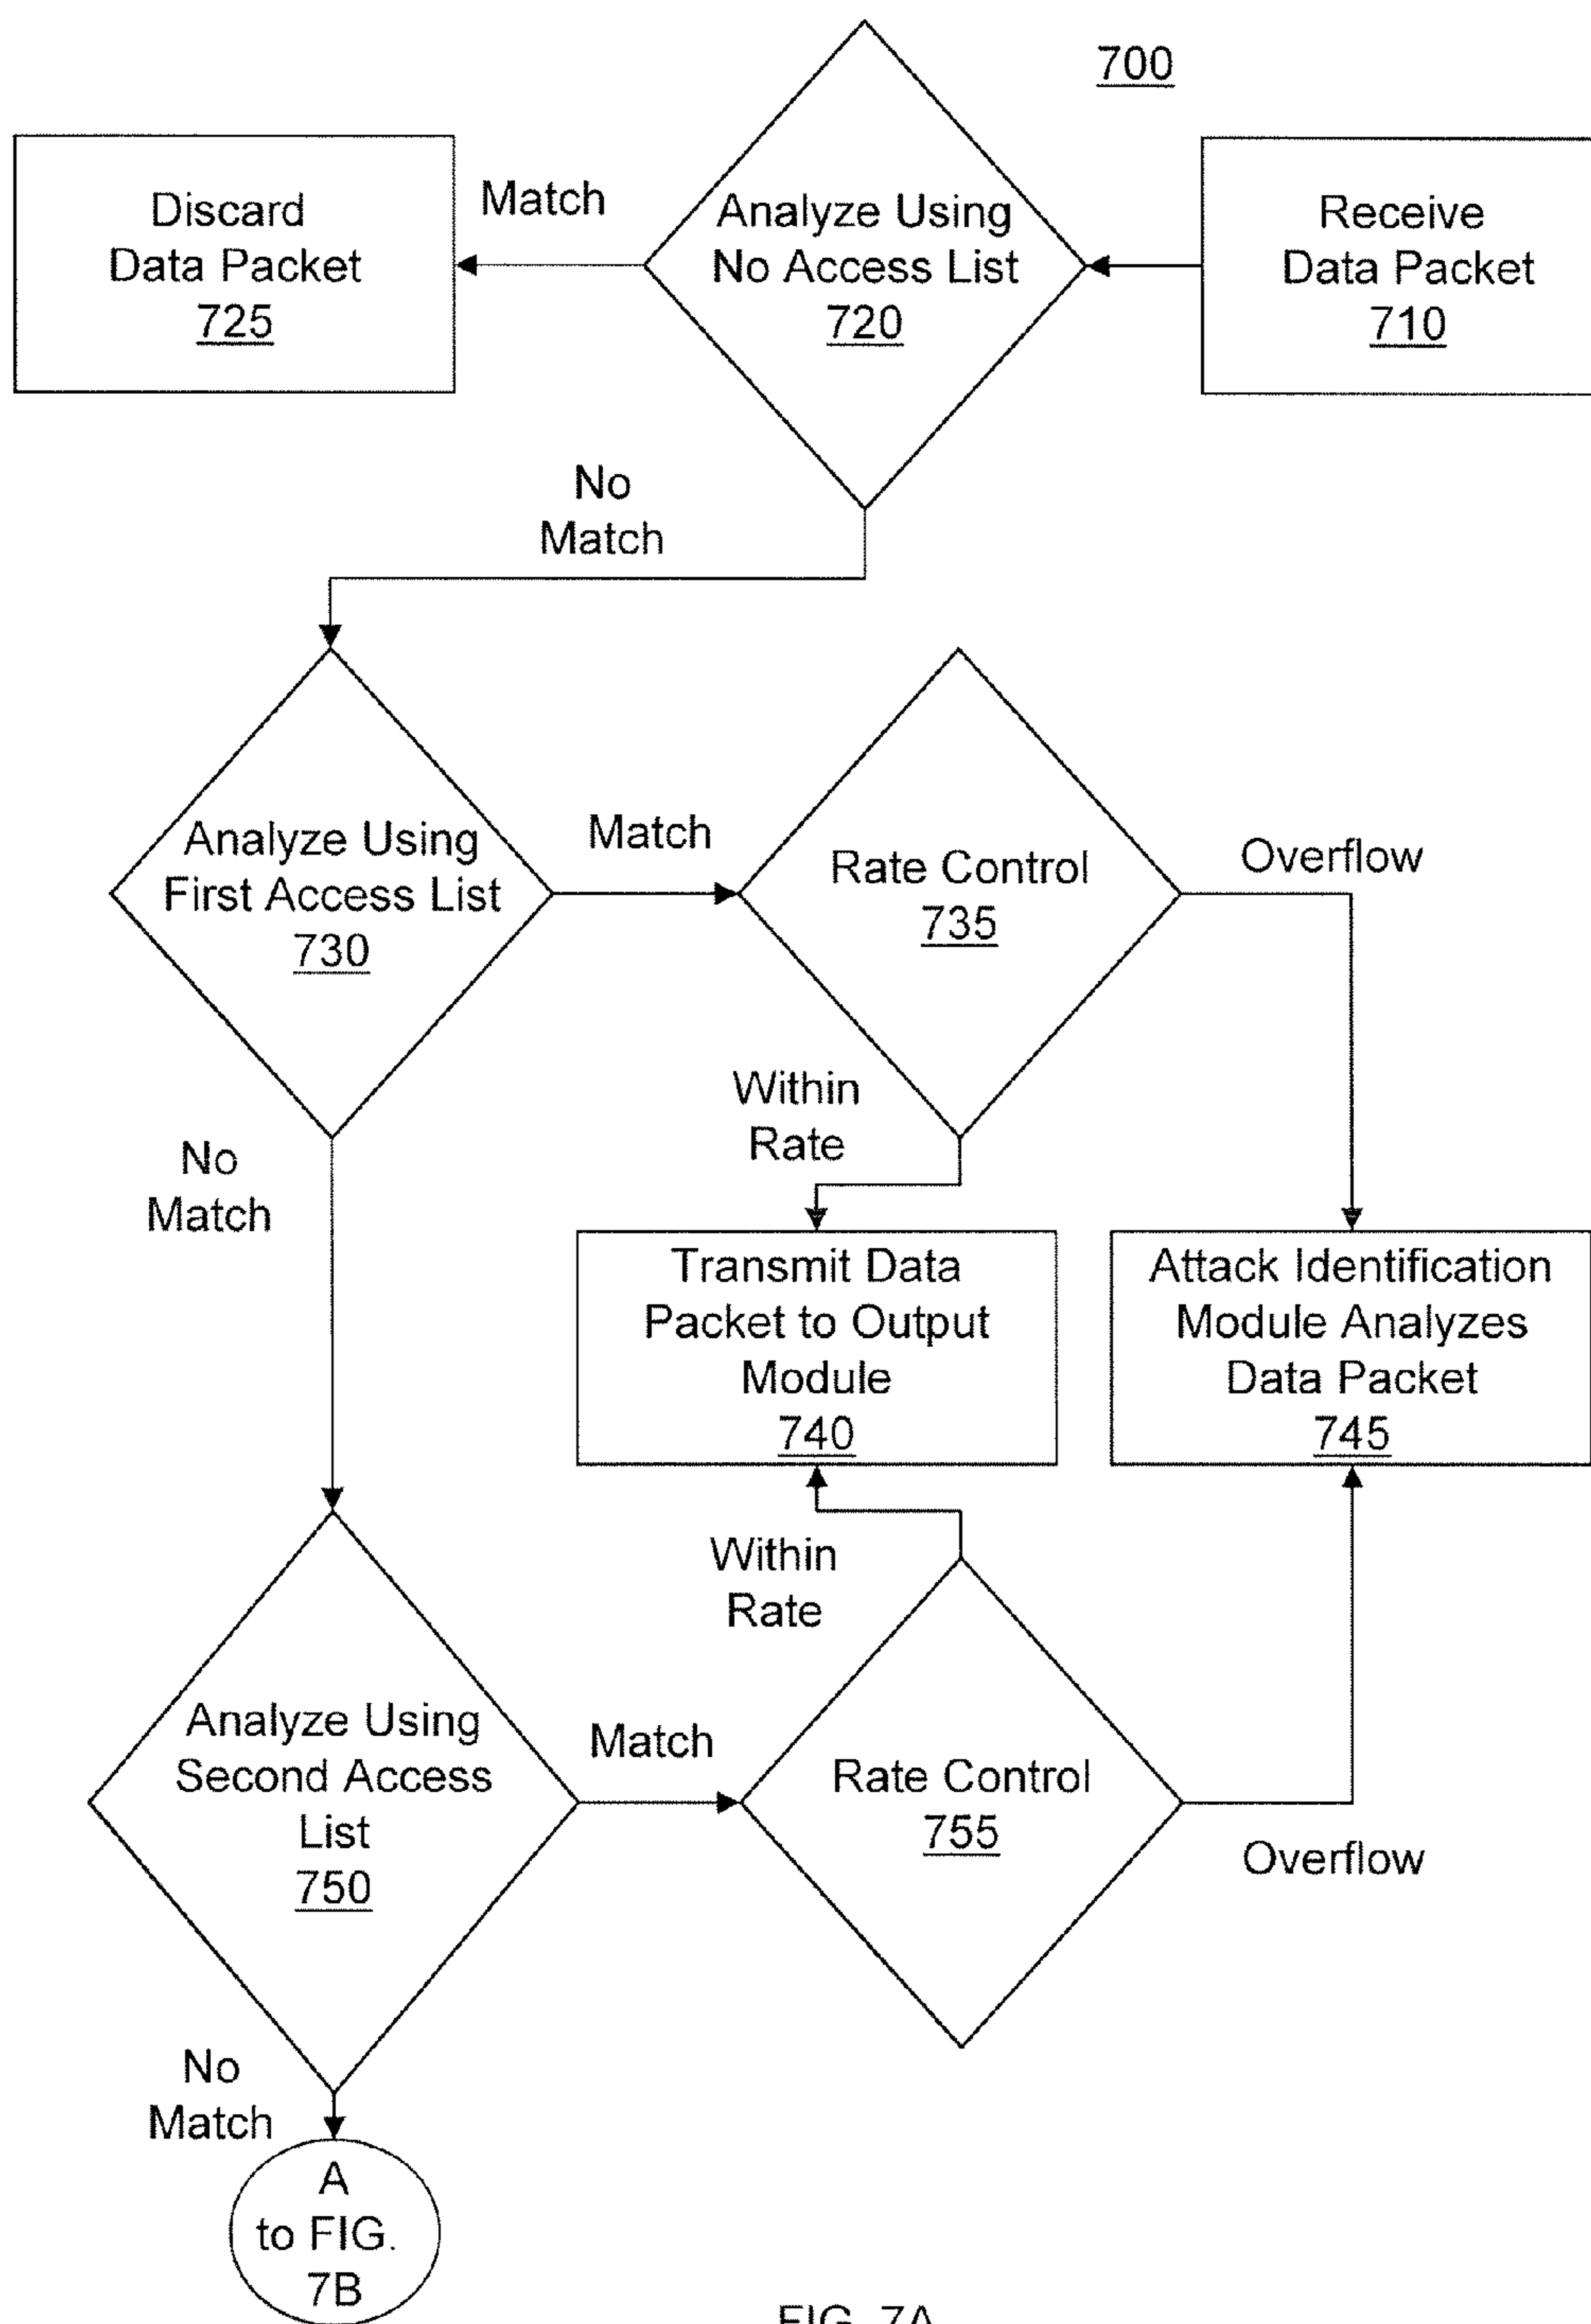 700
Discard
Data Packet
725
Match
Analyze Using
No Access List
720
Receive
Data Packet
710
No
Match
Analyze Using
First Access List
730
Match
Rate Control
735
Overflow
Within
Rate
No
Match
Transmit Data
Packet to Output
Module
740
Attack Identification
Module Analyzes
Data Packet
745
Within
Rate
Analyze Using
Second Access
List
750
Match
Rate Control
755
Overflow
No
Match
A
to FIG.
7B
FIG. 7A